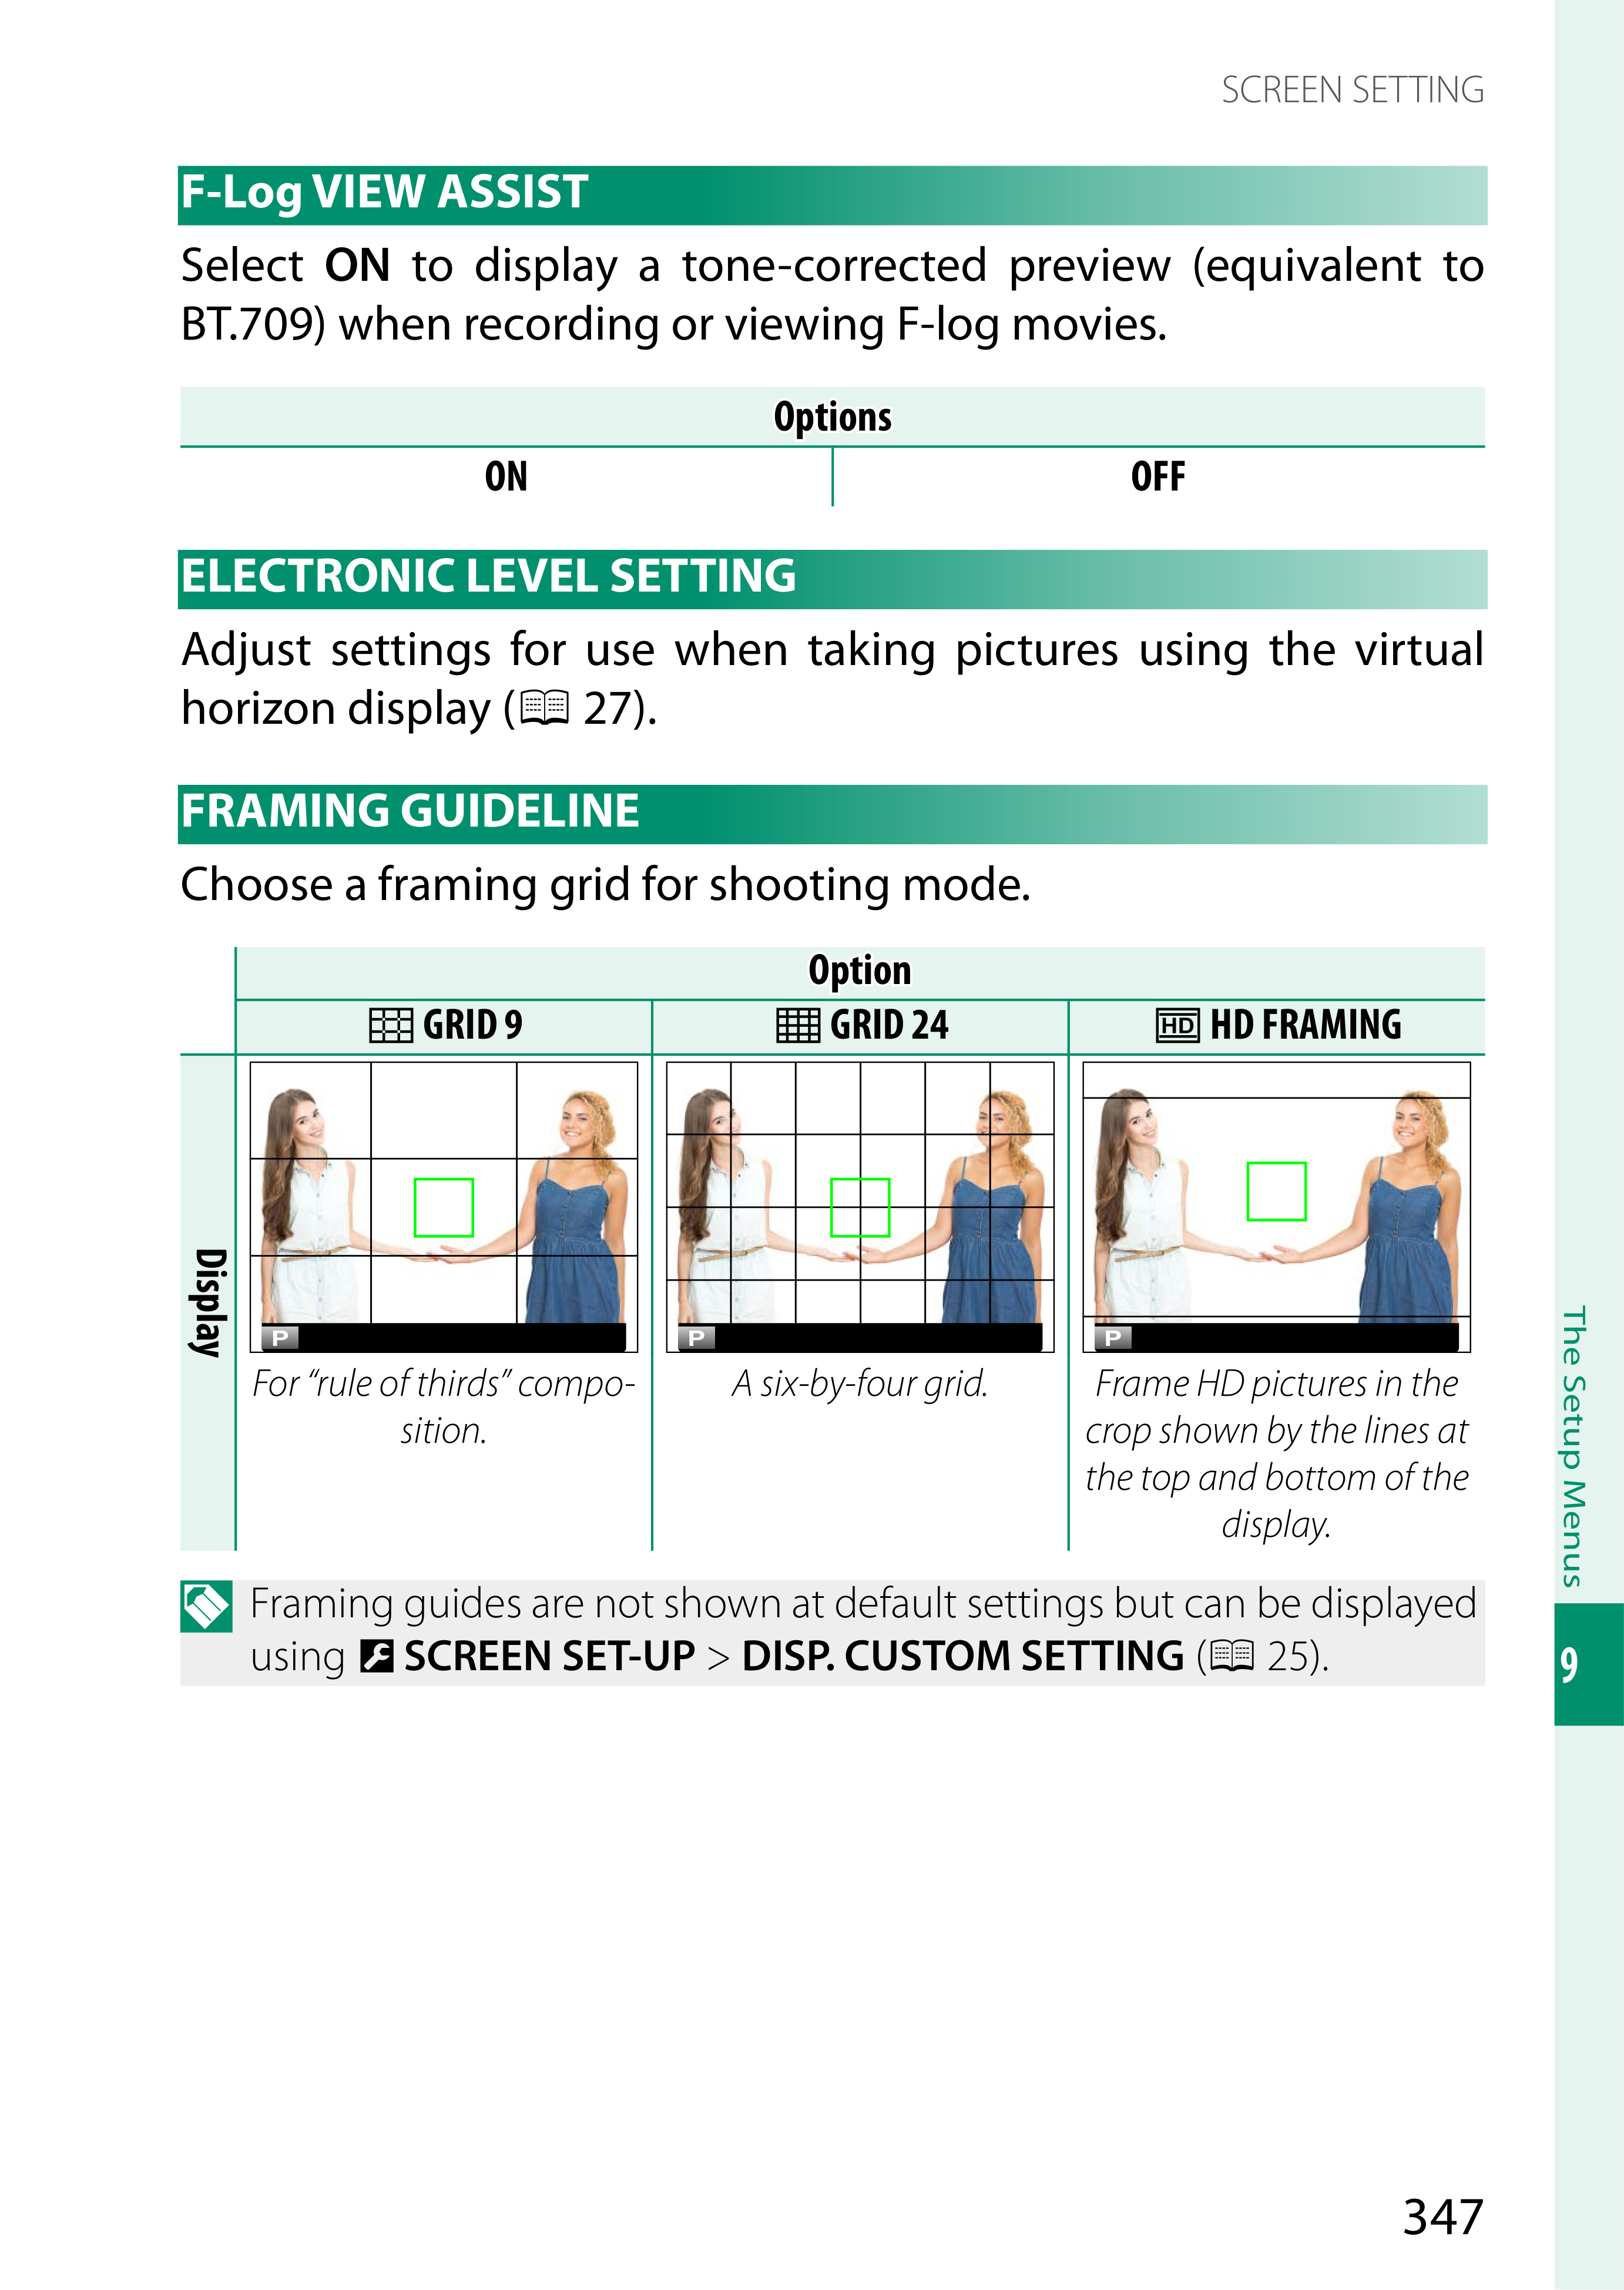 SCREEN SETTING
F-Log VIEW ASSIST
Select ON to display a tone-corrected preview (equivalent to
BT.709) when recording or viewing F-log movies.
Options
ON
OFF
ELECTRONIC LEVEL SETTING
Adjust settings for use when taking pictures using the virtual
horizon display ( 27).
FRAMING GUIDELINE
Choose a framing grid for shooting mode.
Option
GRID 9
GRID 24
HD HD FRAMING
Display
P
P
P
For “rule of thirds” compo-
sition.
A six-by-four grid.
Frame HD pictures in the
crop shown by the lines at
the top and bottom of the
display.
Framing guides are not shown at default settings but can be displayed
using SCREEN SET-UP > DISP. CUSTOM SETTING ( 25).
The Setup Menus
9
347